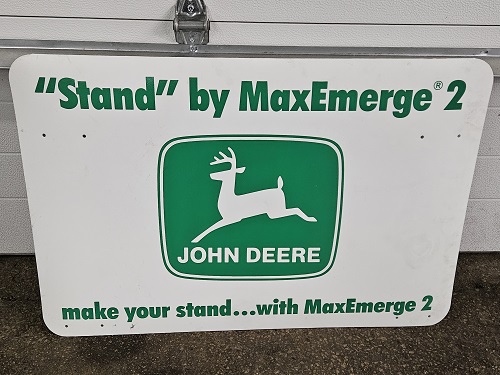 "Stand" by MaxEmerge® 2
JOHN DEERE
make your stand...with MaxEmerge 2